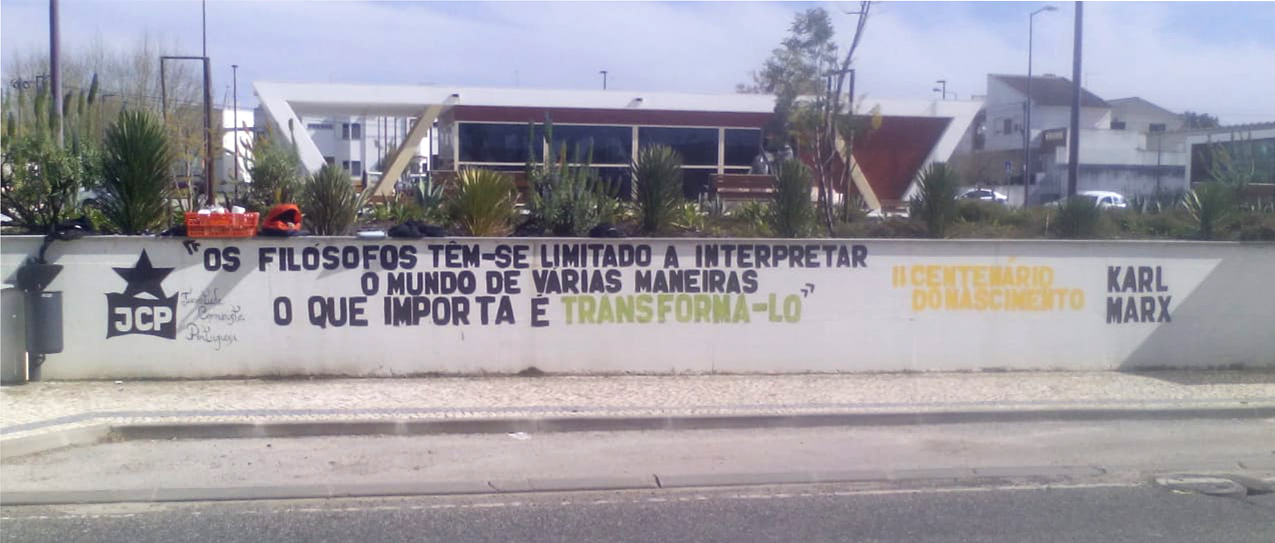 "OS FILÓSOFOS TÊM-SE LIMITADO A INTERPRETAR
O MUNDO DE VÁRIAS MANEIRAS
O QUE IMPORTA É TRANSFORMA-LO"
JCP
Juventude
Comunista
Portuguesa
II CENTENÁRIO
DO NASCIMENTO
KARL
MARX